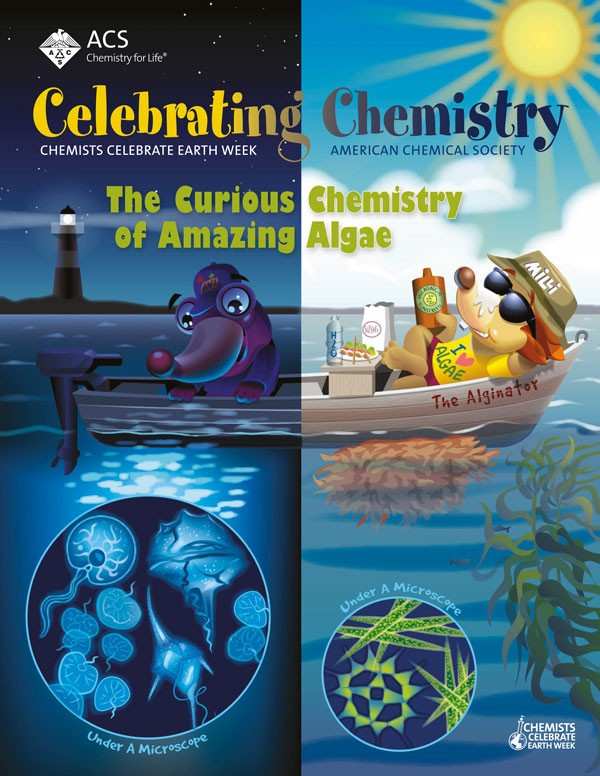 ACS
Chemistry for Life®
A C S
Celebrating Chemistry
CHEMISTS CELEBRATE EARTH WEEK
AMERICAN CHEMICAL SOCIETY
The Curious Chemistry
of Amazing Algae
MILLI
H2O
I ♥
ALGAE
The Alginator
Under A Microscope
Under A Microscope
CHEMISTS
CELEBRATE
EARTH WEEK